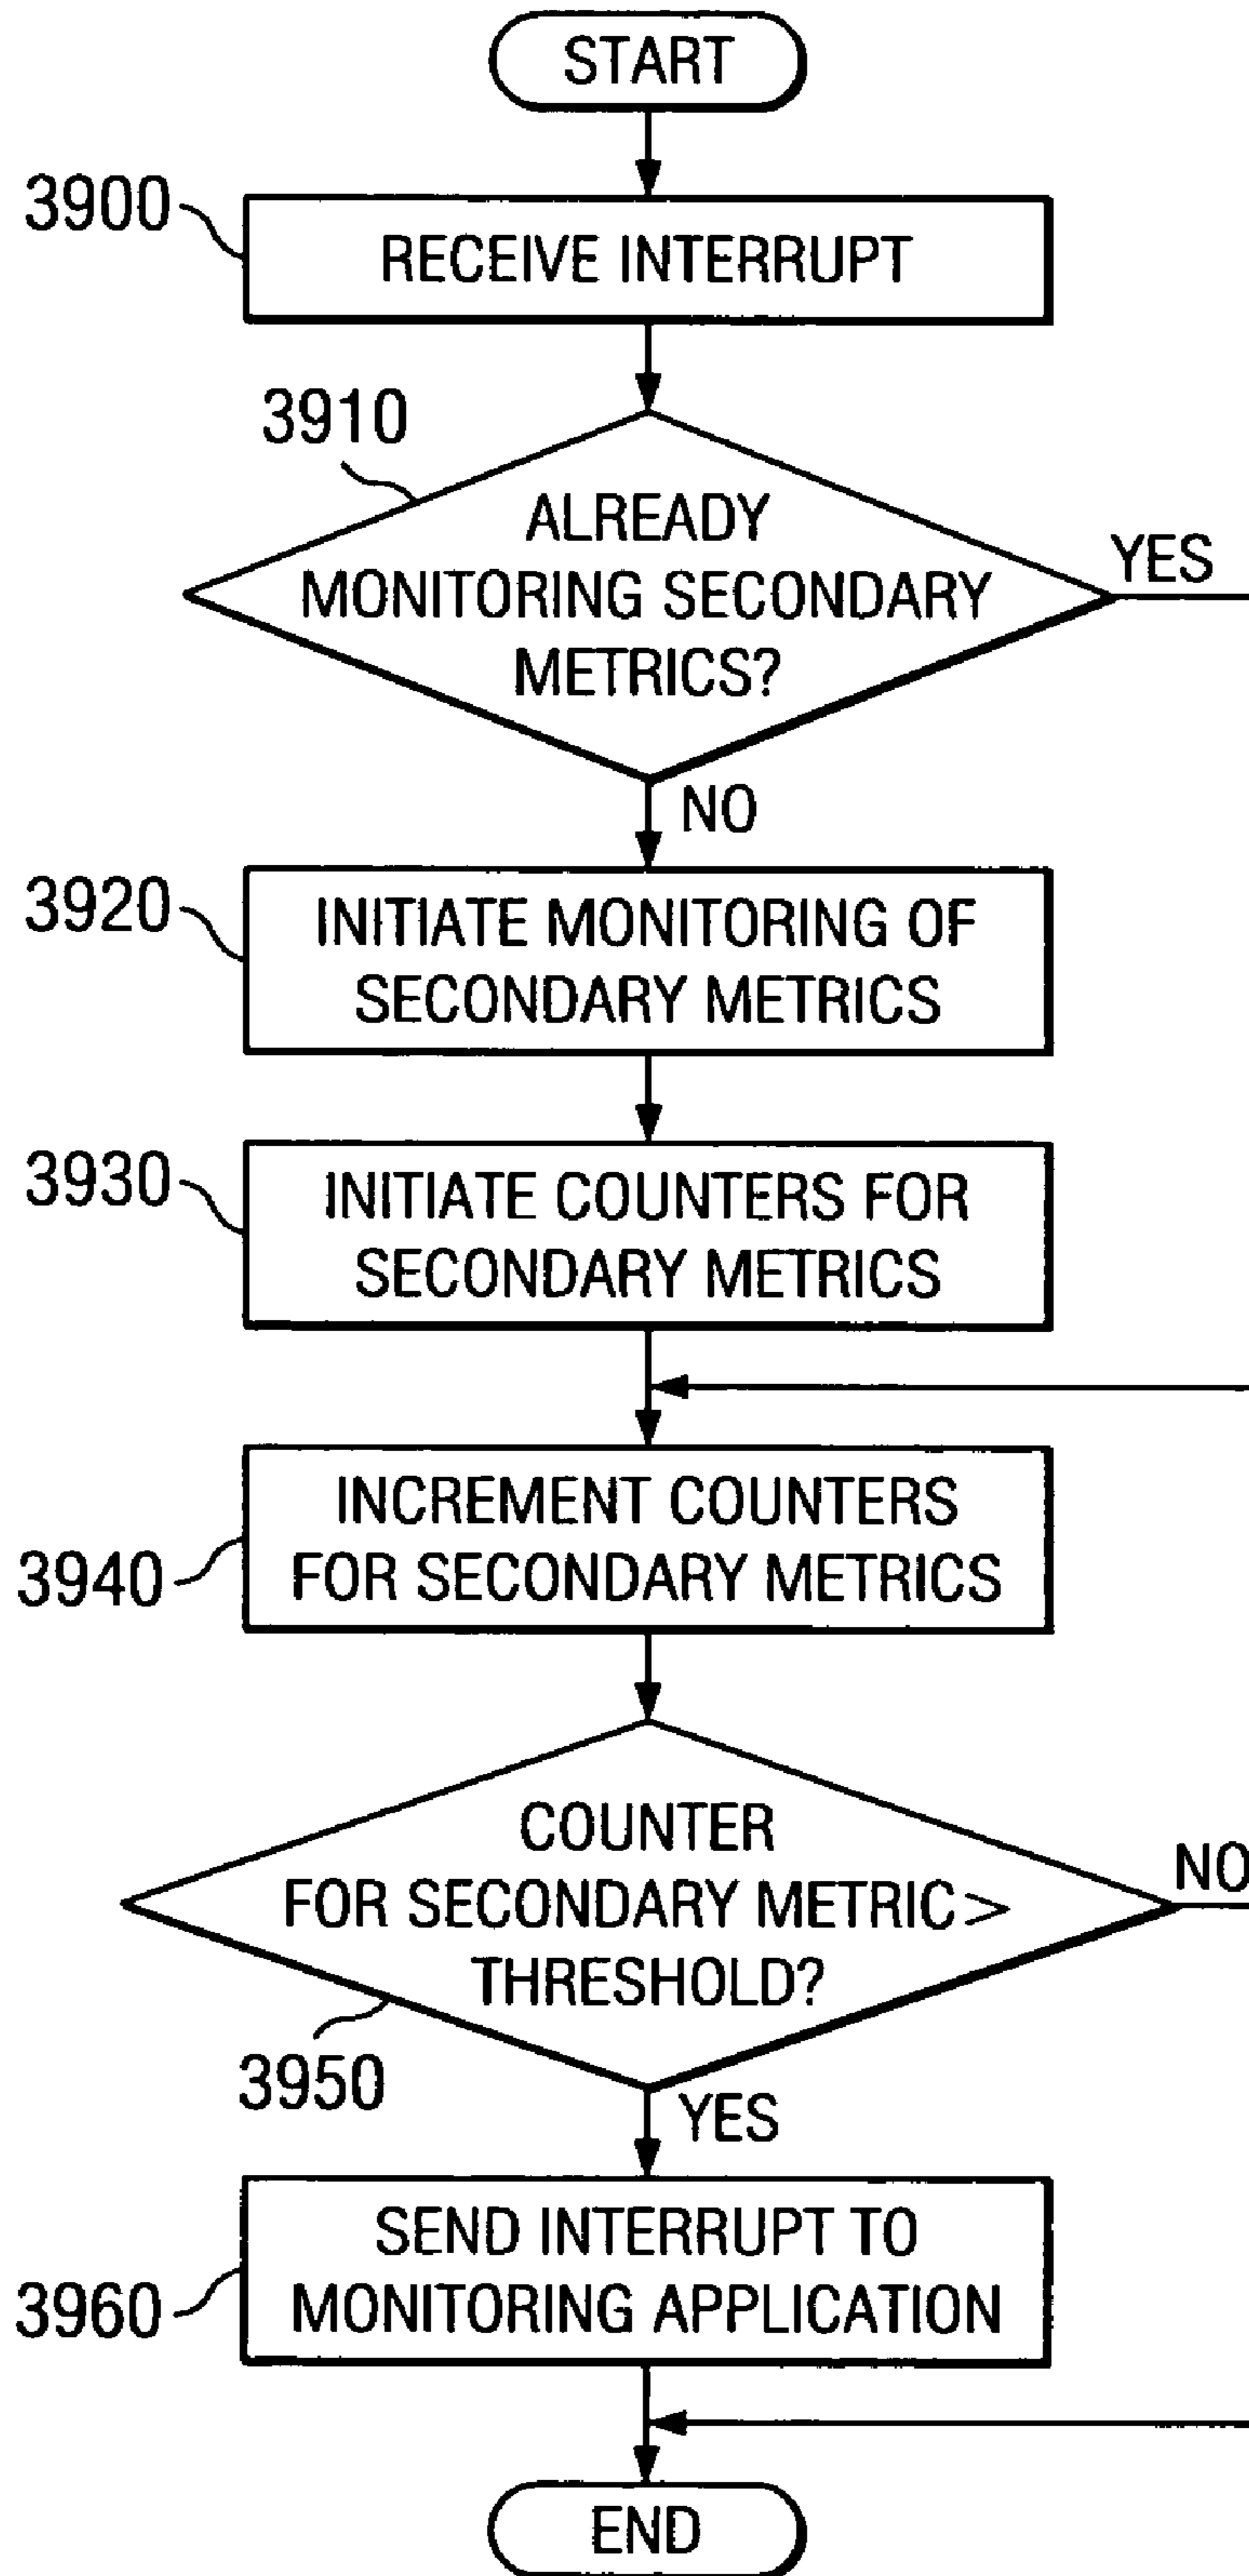 START
3900
RECEIVE INTERRUPT
3910
ALREADY
MONITORING SECONDARY
METRICS?
YES
NO
3920
INITIATE MONITORING OF
SECONDARY METRICS
3930
INITIATE COUNTERS FOR
SECONDARY METRICS
3940
INCREMENT COUNTERS
FOR SECONDARY METRICS
COUNTER
FOR SECONDARY METRIC >
THRESHOLD?
NO
3950
YES
3960
SEND INTERRUPT TO
MONITORING APPLICATION
END